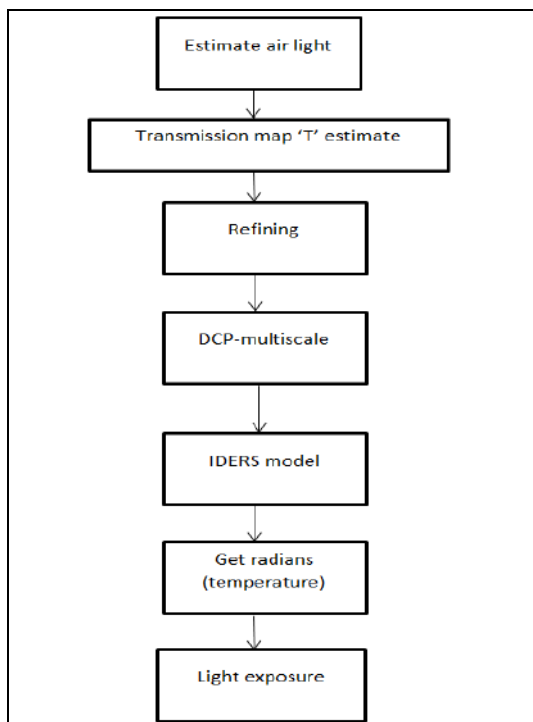 Estimate air light
Transmission map ‘T’ estimate
Refining
DCP-multiscale
IDERS model
Get radians
(temperature)
Light exposure